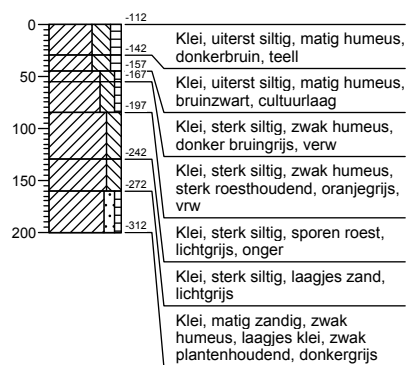 0
50
100
150
200
-112
-142
-157
-167
-197
-242
-272
-312
Klei, uiterst siltig, matig humeus,
donkerbruin, teell
Klei, uiterst siltig, matig humeus,
bruinzwart, cultuurlaag
Klei, sterk siltig, zwak humeus,
donker bruingrijs, verw
Klei, sterk siltig, zwak humeus,
sterk roesthoudend, oranjegrijs,
vrw
Klei, sterk siltig, sporen roest,
lichtgrijs, onger
Klei, sterk siltig, laagjes zand,
lichtgrijs
Klei, matig zandig, zwak
humeus, laagjes klei, zwak
plantenhoudend, donkergrijs